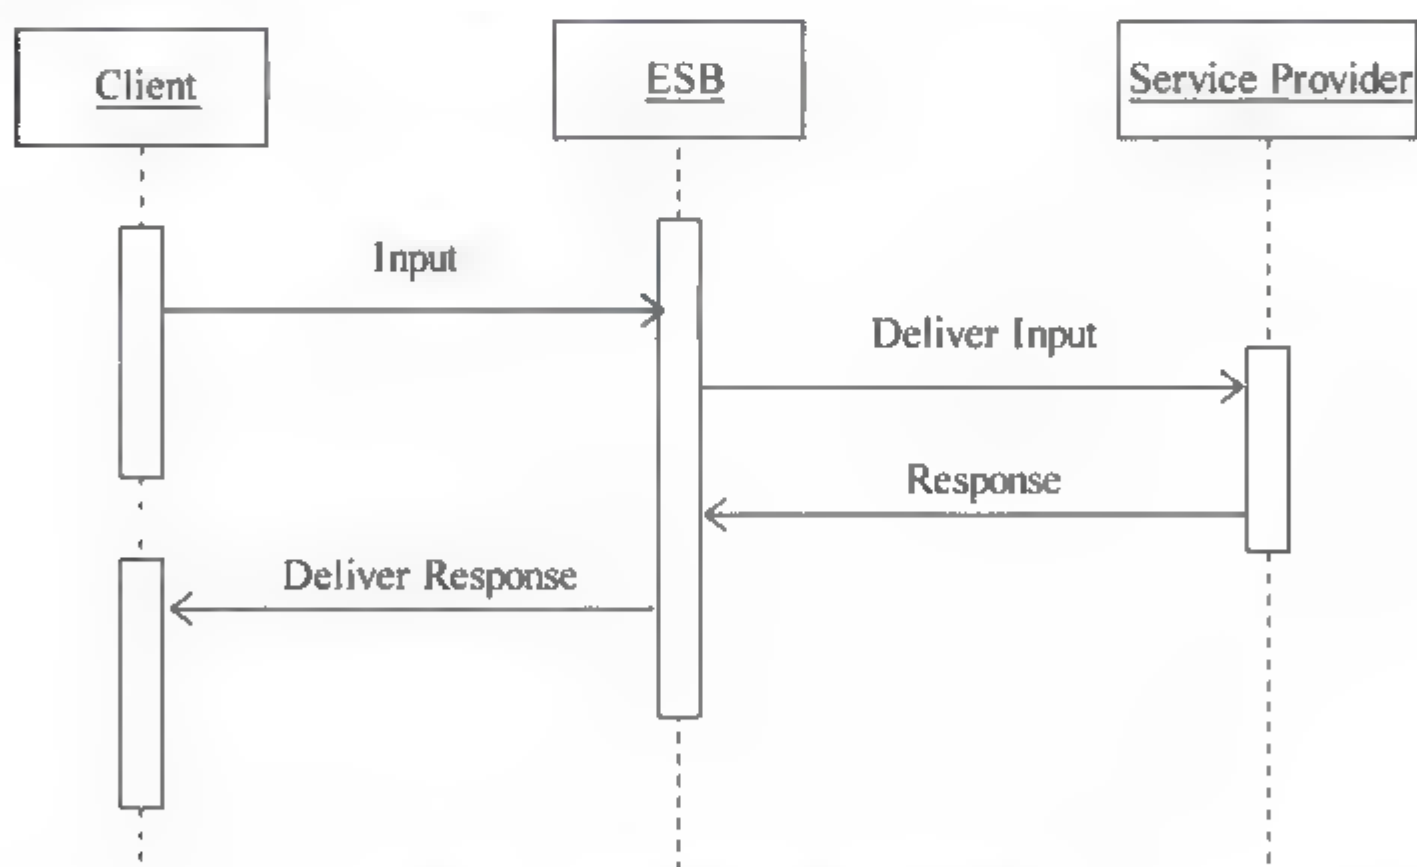 Client
ESB
Service Provider
Input
Deliver Input
Response
Deliver Response